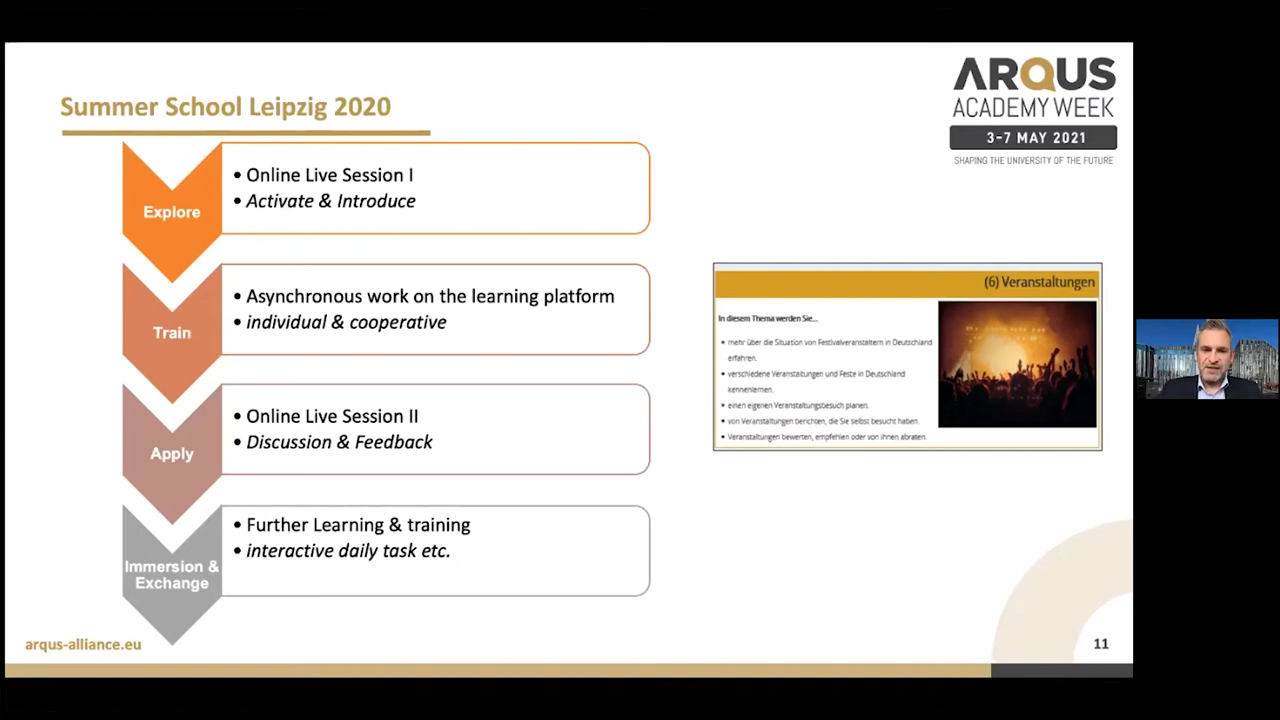 Summer School Leipzig 2020
ARQUS
ACADEMY WEEK
3-7 MAY 2021
SHAPING THE UNIVERSITY OF THE FUTURE
Explore
• Online Live Session I
• Activate & Introduce
Train
• Asynchronous work on the learning platform
• individual & cooperative
Apply
• Online Live Session II
• Discussion & Feedback
Immersion &
Exchange
• Further Learning & training
• interactive daily task etc.
(6) Veranstaltungen
In diesem Thema werden Sie...
• mehr über die Situation von Festivalveranstaltern in Deutschland
erfahren.
• verschiedene Veranstaltungen und Feste in Deutschland
kennenlernen.
• einen eigenen Veranstaltungsbesuch planen.
• von Veranstaltungen berichten, die Sie selbst besucht haben.
• Veranstaltungen bewerten, empfehlen oder von ihnen abraten.
arqus-alliance.eu
11